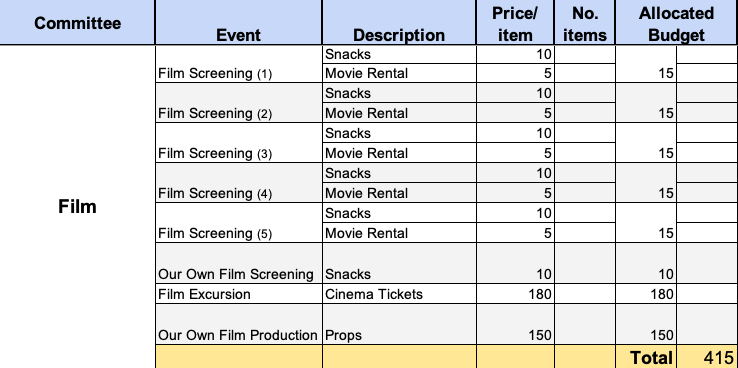 Committee Event Description Price/ item No. items Allocated Budget
Snacks 10
Film Screening (1) Movie Rental 5 15
Snacks 10
Film Screening (2) Movie Rental 5 15
Snacks 10
Film Screening (3) Movie Rental 5 15
Snacks 10
Film Screening (4) Movie Rental 5 15
Film
Snacks 10
Film Screening (5) Movie Rental 5 15
Our Own Film Screening Snacks 10 10
Film Excursion Cinema Tickets 180 180
Our Own Film Production Props 150 150
Total 415